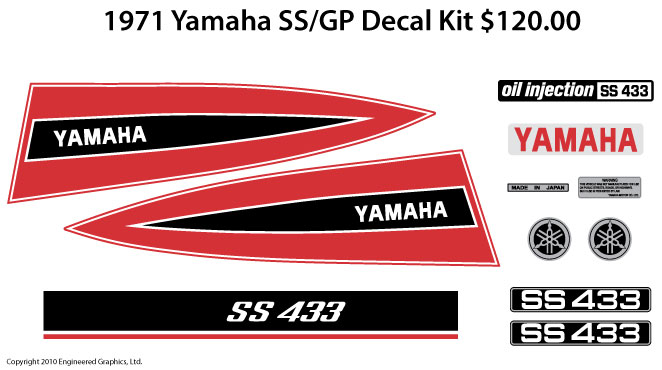 1971 Yamaha SS/GP Decal Kit $120.00
YAMAHA
YAMAHA
SS 433
oil injection SS 433
YAMAHA
MADE IN JAPAN
WARNING
SS 433
SS 433
Copyright 2010 Engineered Graphics, Ltd.